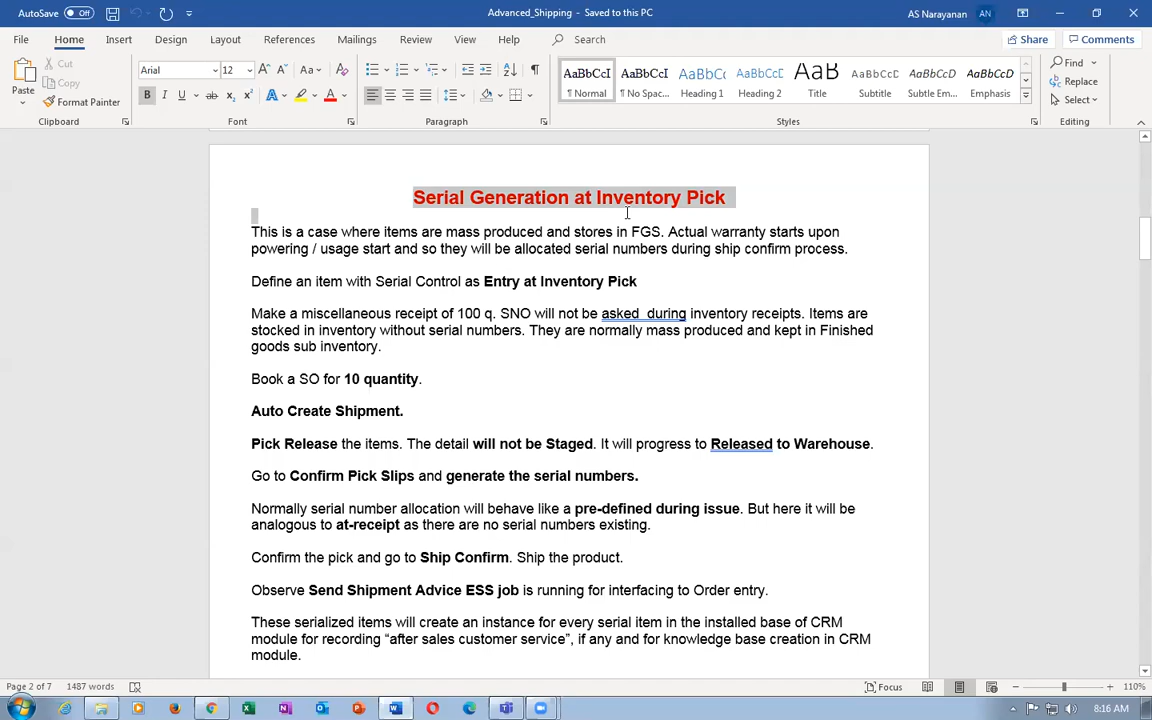 AutoSave Off Advanced_Shipping - Saved to this PC AS Narayanan AN
File Home Insert Design Layout References Mailings Review View Help Search Share Comments
Paste Cut Copy Format Painter
Arial 12 Aa
B I U ab x2 x2 A A
AaBbCcI AaBbCcI AaBbCc AaBbCcD AaB AaBbCcD AaBbCcD AaBbCcD
¶ Normal ¶ No Spac... Heading 1 Heading 2 Title Subtitle Subtle Em... Emphasis
Find Replace Select
Clipboard Font Paragraph Styles Editing
Serial Generation at Inventory Pick
This is a case where items are mass produced and stores in FGS. Actual warranty starts upon
powering / usage start and so they will be allocated serial numbers during ship confirm process.
Define an item with Serial Control as Entry at Inventory Pick
Make a miscellaneous receipt of 100 q. SNO will not be asked  during inventory receipts. Items are
stocked in inventory without serial numbers. They are normally mass produced and kept in Finished
goods sub inventory.
Book a SO for 10 quantity.
Auto Create Shipment.
Pick Release the items. The detail will not be Staged. It will progress to Released to Warehouse.
Go to Confirm Pick Slips and generate the serial numbers.
Normally serial number allocation will behave like a pre-defined during issue. But here it will be
analogous to at-receipt as there are no serial numbers existing.
Confirm the pick and go to Ship Confirm. Ship the product.
Observe Send Shipment Advice ESS job is running for interfacing to Order entry.
These serialized items will create an instance for every serial item in the installed base of CRM
module for recording “after sales customer service”, if any and for knowledge base creation in CRM
module.
Page 2 of 7 1487 words Focus 110%
8:16 AM